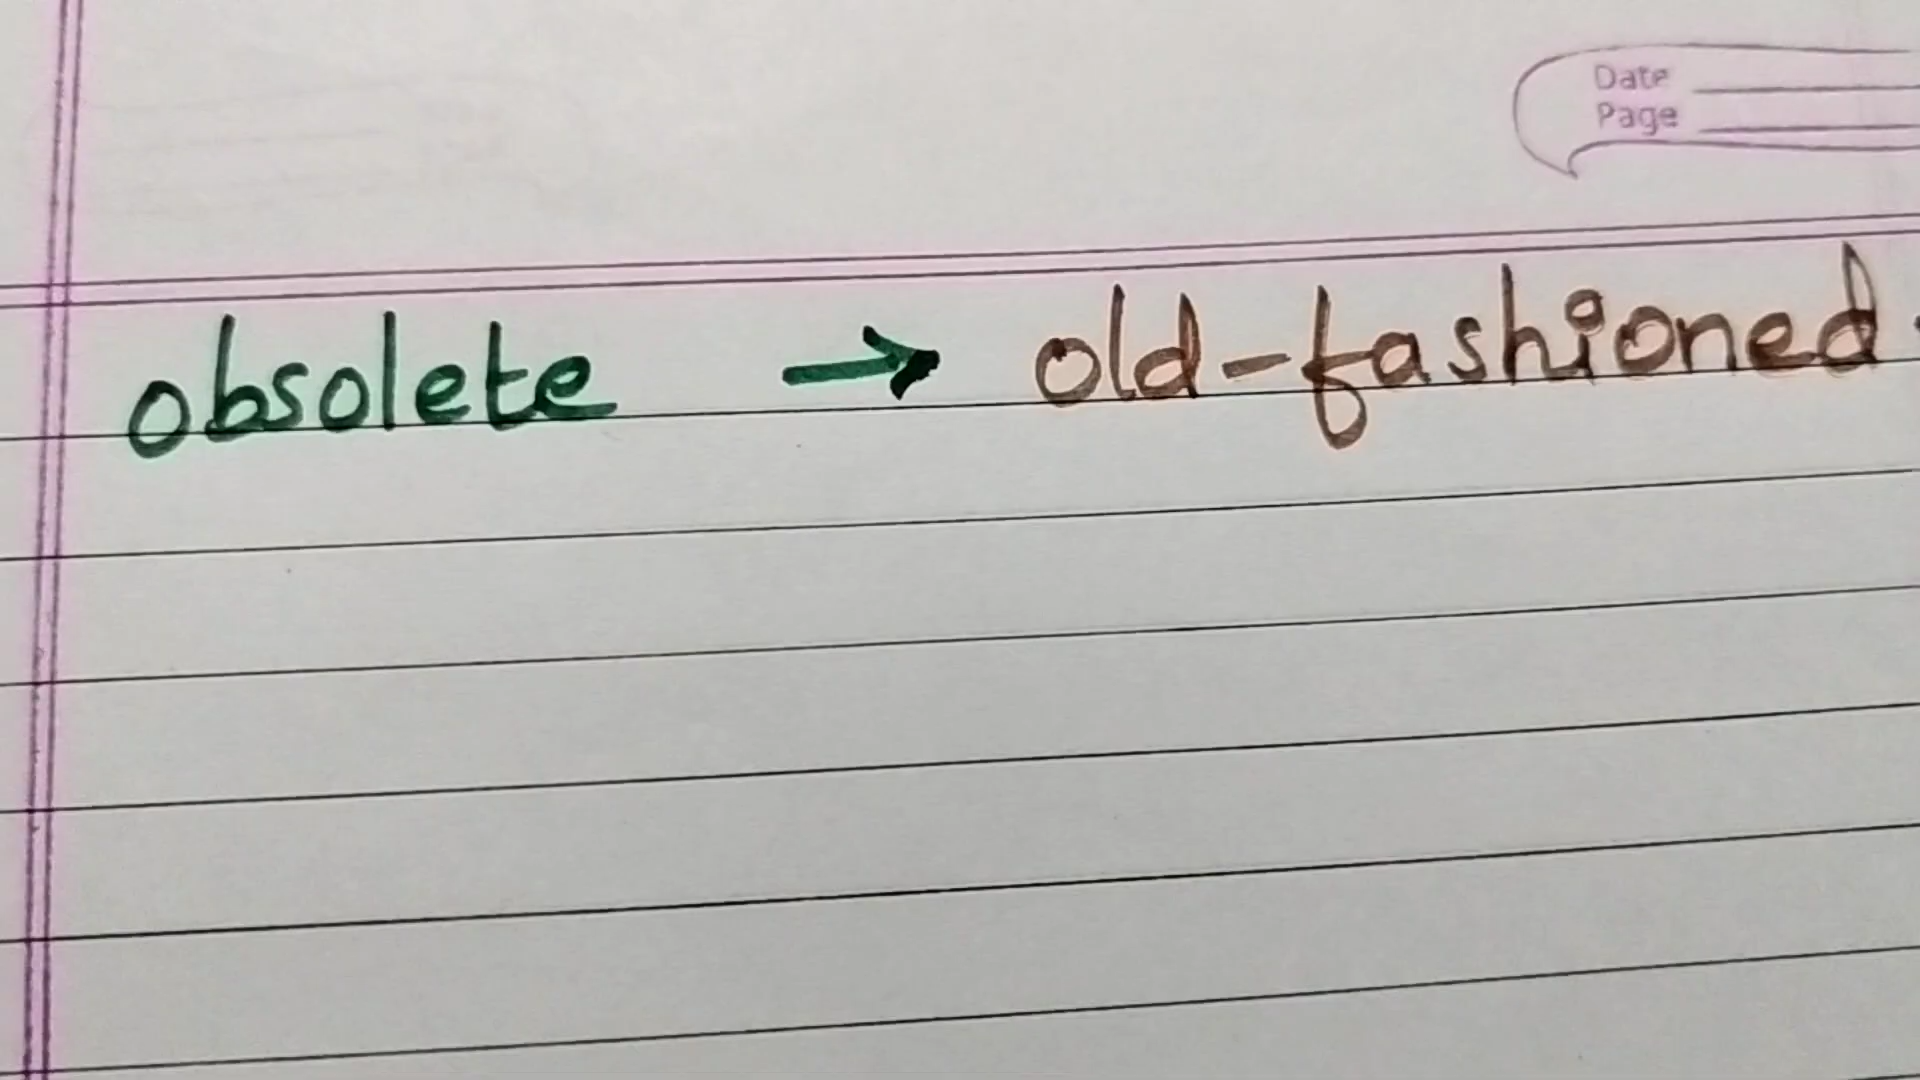 Date
Page
obsolete → old-fashioned.